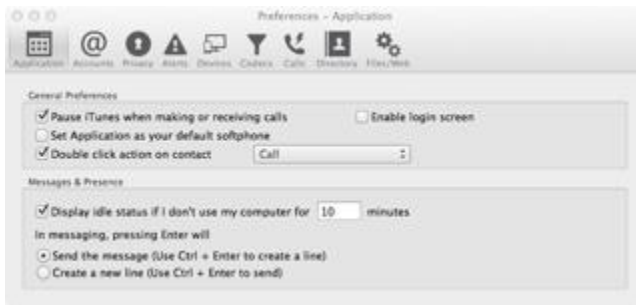 Preferences - Application
Application Accounts Privacy Alerts Devices Codecs Calls Directory Files/Web
General Preferences
Pause iTunes when making or receiving calls Enable login screen
Set Application as your default softphone
Double click action on contact Call
Messages & Presence
Display idle status if I don't use my computer for 10 minutes
In messaging, pressing Enter will
Send the message (Use Ctrl + Enter to create a line)
Create a new line (Use Ctrl + Enter to send)